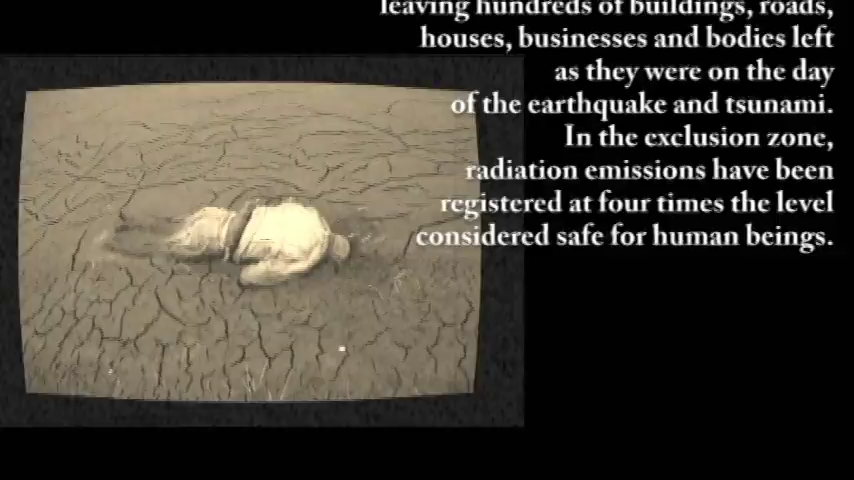 leaving hundreds of buildings, roads,
houses, businesses and bodies left
as they were on the day
of the earthquake and tsunami.
In the exclusion zone,
radiation emissions have been
registered at four times the level
considered safe for human beings.